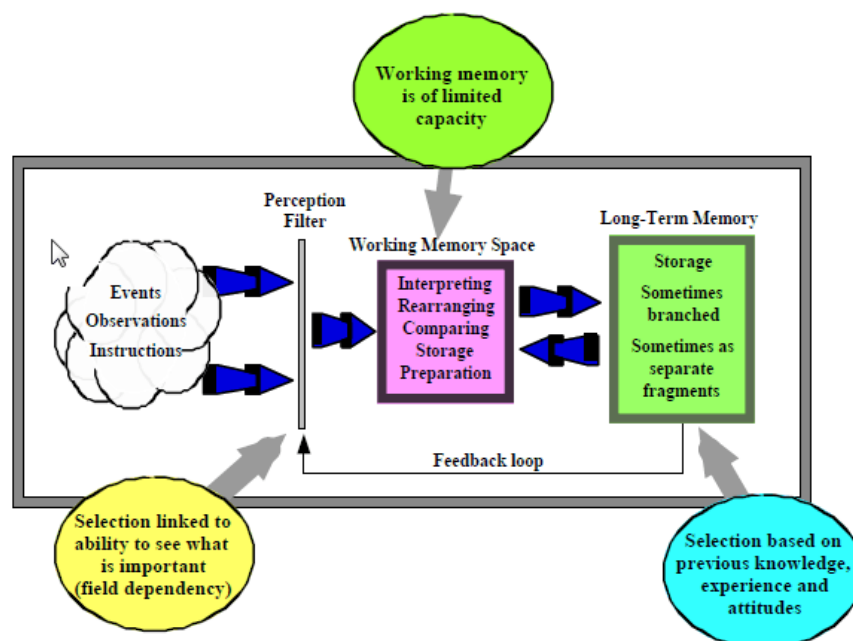 Working memory
is of limited
capacity
Perception
Filter
Long-Term Memory
Working Memory Space
Events
Observations
Instructions
Interpreting
Rearranging
Comparing
Storage
Preparation
Storage
Sometimes
branched
Sometimes as
separate
fragments
Feedback loop
Selection linked to
ability to see what
is important
(field dependency)
Selection based on
previous knowledge,
experience and
attitudes